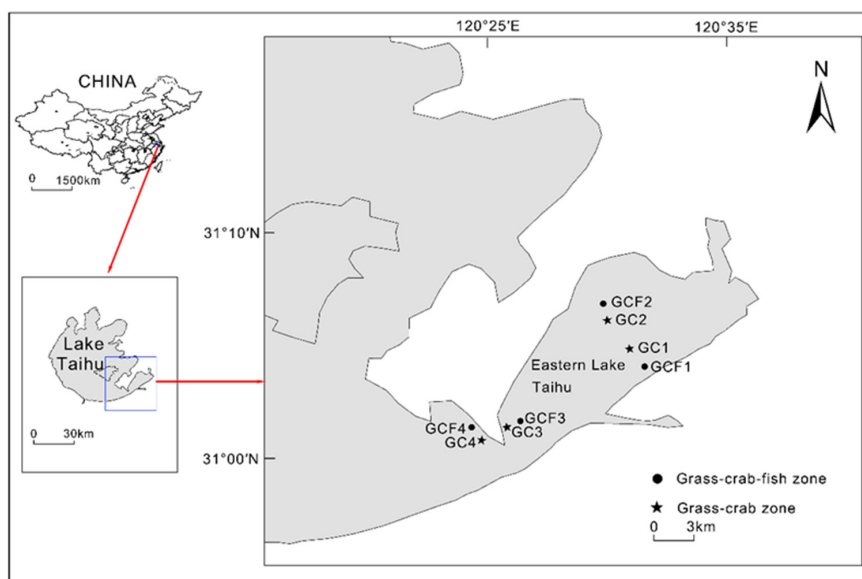 120°25′E
120°35′E
CHINA
N
0
1500km
31°10′N
GCF2
GC2
Lake
Taihu
GC1
Eastern Lake
Taihu
GCF1
GCF3
GCF4
GC3
GC4
0
30km
31°00′N
Grass-crab-fish zone
Grass-crab zone
0
3km